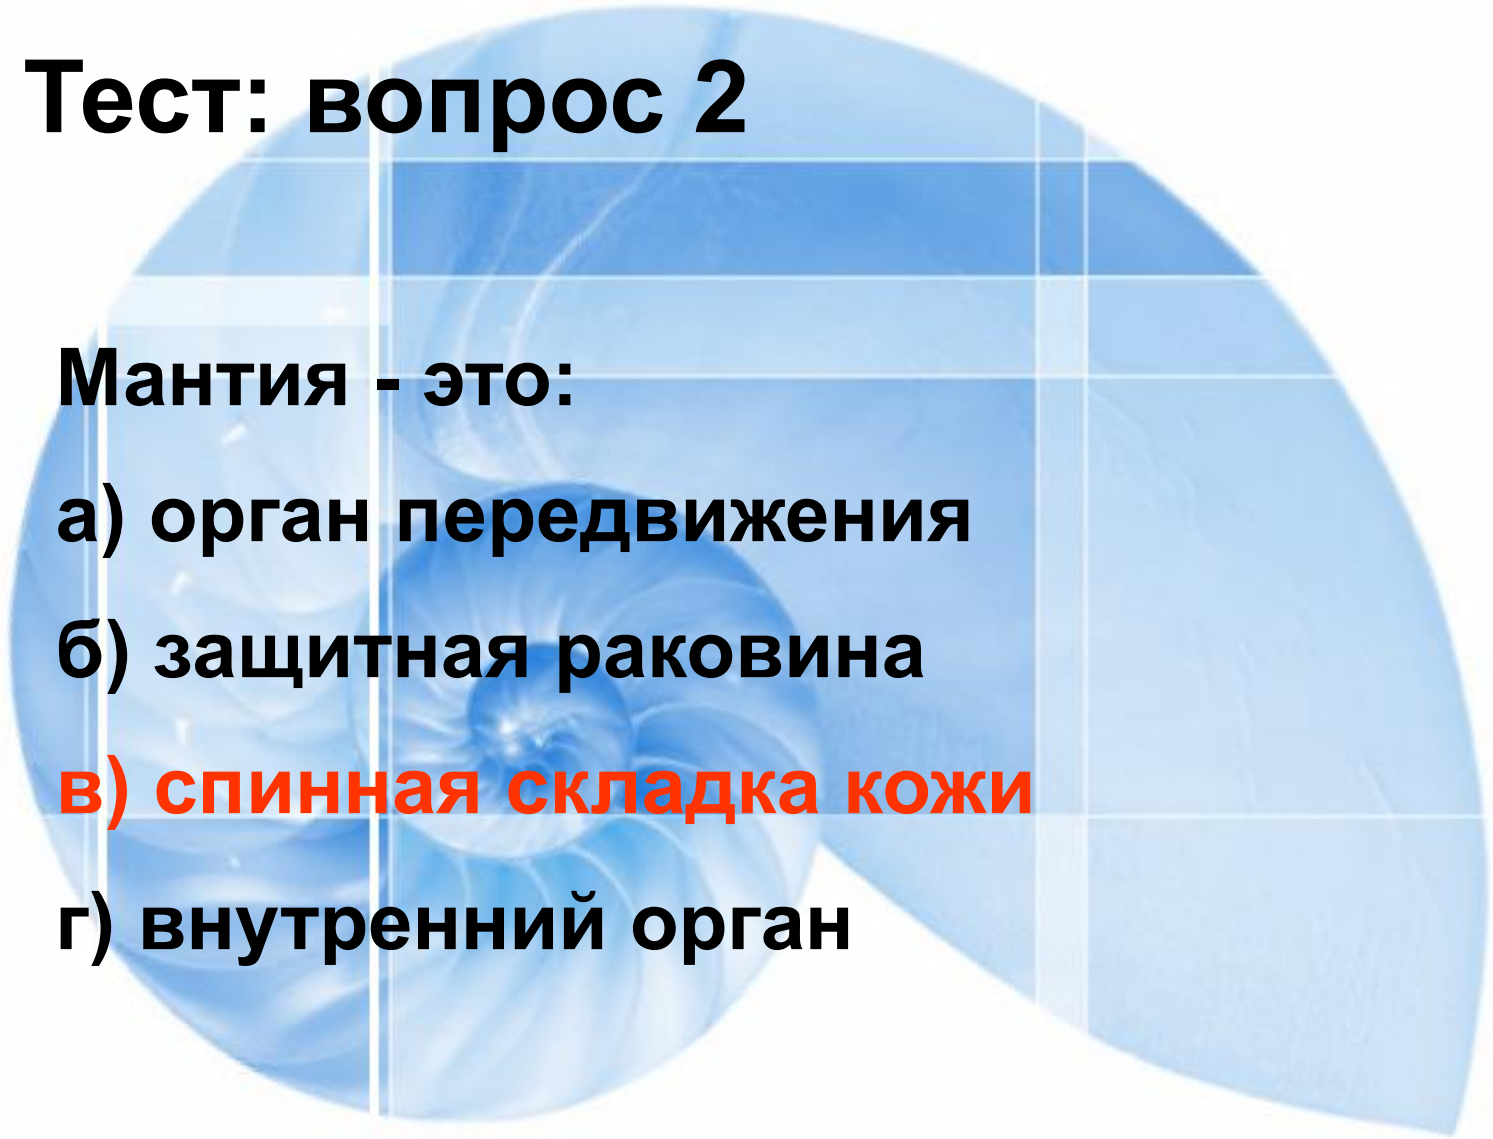 Тест: вопрос 2
Мантия - это:
а) орган передвижения
б) защитная раковина
в) спинная складка кожи
г) внутренний орган